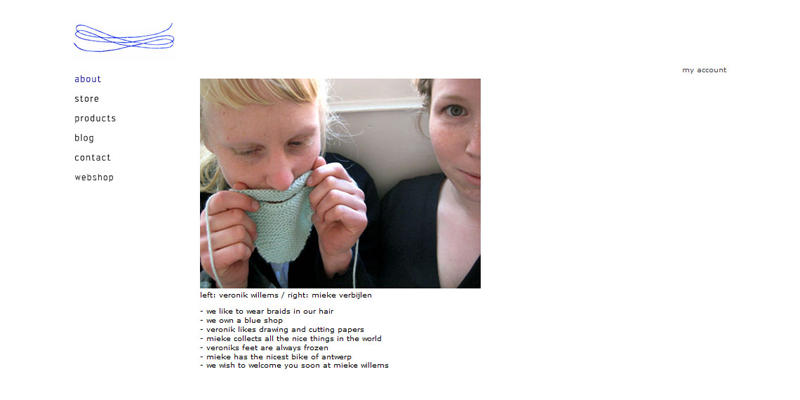 my account
about
store
products
blog
contact
webshop
left: veronik willems / right: mieke verbijlen
- we like to wear braids in our hair
- we own a blue shop
- veronik likes drawing and cutting papers
- mieke collects all the nice things in the world
- veroniks feet are always frozen
- mieke has the nicest bike of antwerp
- we wish to welcome you soon at mieke willems